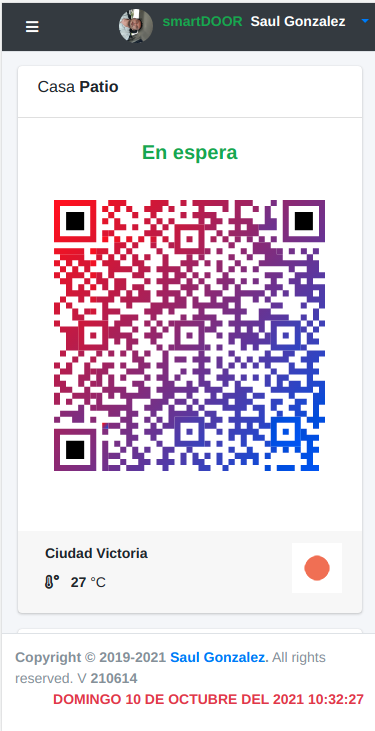 smartDOOR Saul Gonzalez
Casa Patio
En espera
Ciudad Victoria
27 °C
Copyright © 2019-2021 Saul Gonzalez. All rights
reserved. V 210614
DOMINGO 10 DE OCTUBRE DEL 2021 10:32:27